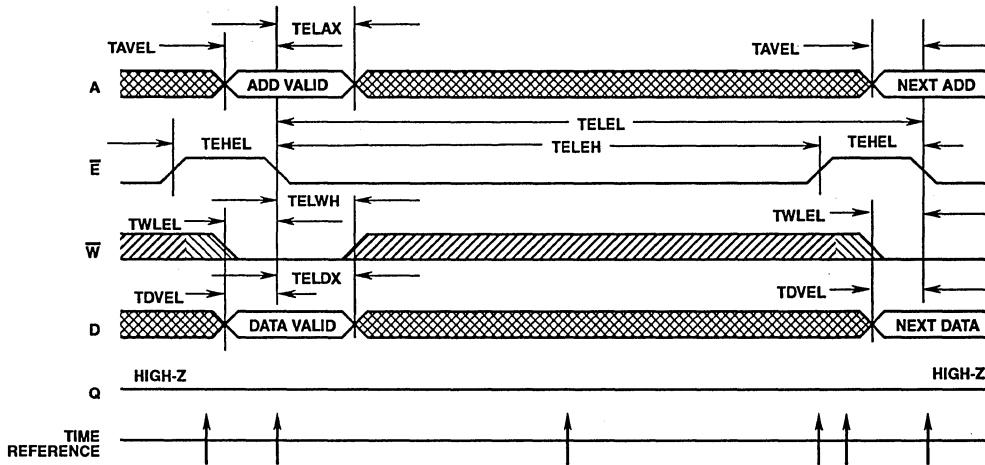 TELAX
TAVEL TAVEL
A ADD VALID NEXT ADD
TELEL
TEHEL TELEH TEHEL
E
TELWH
TWLEL TWLEL
W
TELDX
TDVEL TDVEL
D DATA VALID NEXT DATA
HIGH-Z HIGH-Z
Q
TIME
REFERENCE